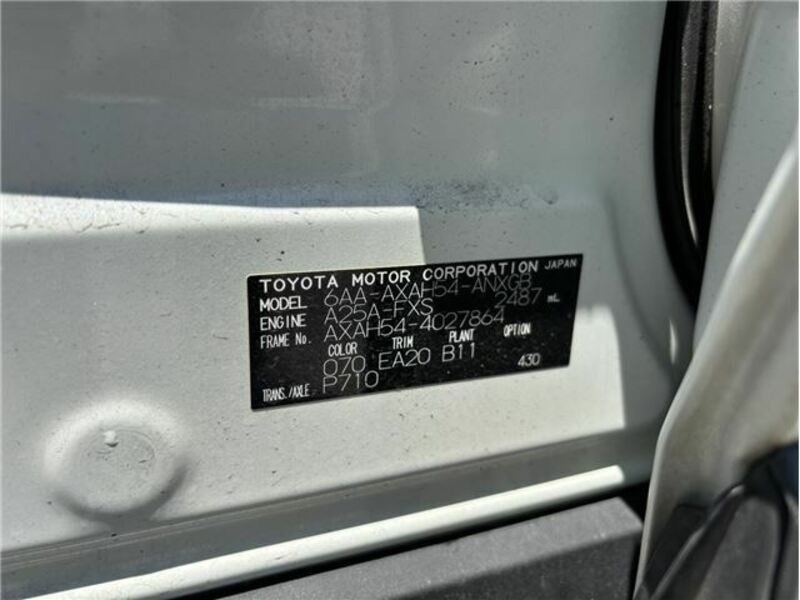 TOYOTA MOTOR CORPORATION JAPAN
MODEL 6AA-AXAH54-ANXGB
ENGINE A25A-FXS 2487 mL
FRAME No. AXAH54-4027864
COLOR TRIM PLANT OPTION
070 EA20 B11 430
TRANS./AXLE P710